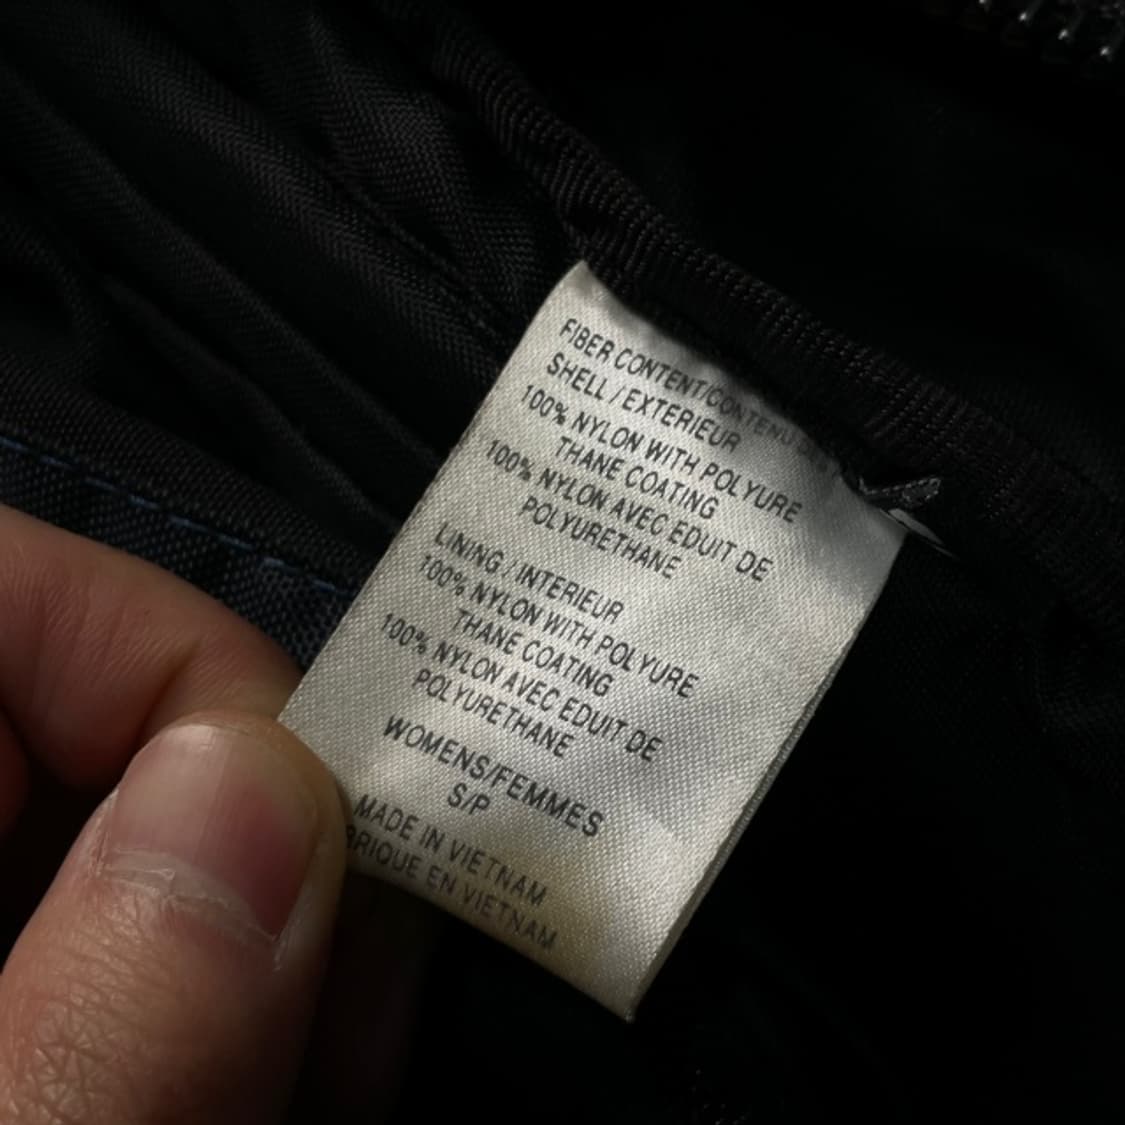 FIBER CONTENT/CONTENU
SHELL / EXTERIEUR
100% NYLON WITH POLYURE
THANE COATING
100% NYLON AVEC EDUIT DE
POLYURETHANE
LINING / INTERIEUR
100% NYLON WITH POLYURE
THANE COATING
100% NYLON AVEC EDUIT DE
POLYURETHANE
WOMENS/FEMMES
S/P
MADE IN VIETNAM
BRIQUE EN VIETNAM